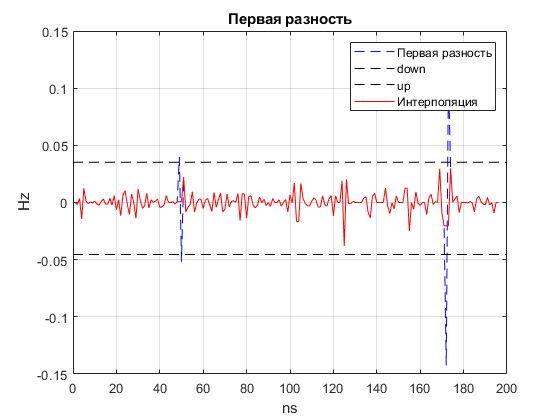 Первая разность
0.15
0.1
0.05
0
-0.05
-0.1
-0.15
Hz
0 20 40 60 80 100 120 140 160 180 200
ns
Первая разность
down
up
Интерполяция